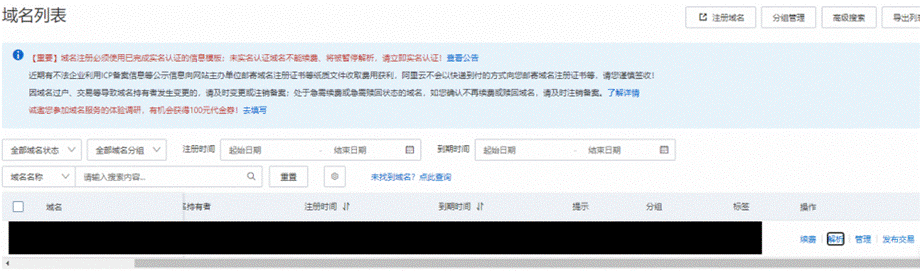 域名列表
注册域名 分组管理 高级搜索 导出列
【重要】域名注册必须使用已完成实名认证的信息模板；未实名认证域名不能续费、将被暂停解析，请立即实名认证！查看公告
近期有不法企业利用ICP备案信息等公示信息向网站主办单位邮寄域名注册证书等纸质文件收取费用获利，阿里云不会以快递到付的方式向您邮寄域名注册证书等，请您谨慎签收！
因域名过户、交易等导致域名持有者发生变更的，请及时变更或注销备案；处于急需续费或急需赎回状态的域名，如您确认不再续费或赎回域名，请及时注销备案。了解详情
诚邀您参加域名服务的体验调研，有机会获得100元代金券！去填写
全部域名状态 全部域名分组 注册时间 起始日期 - 结束日期 到期时间 起始日期 - 结束日期
域名名称 请输入搜索内容... 重置 未找到域名？点此查询
域名 持有者 注册时间 到期时间 提示 分组 标签 操作
续费 解析 管理 发布交易